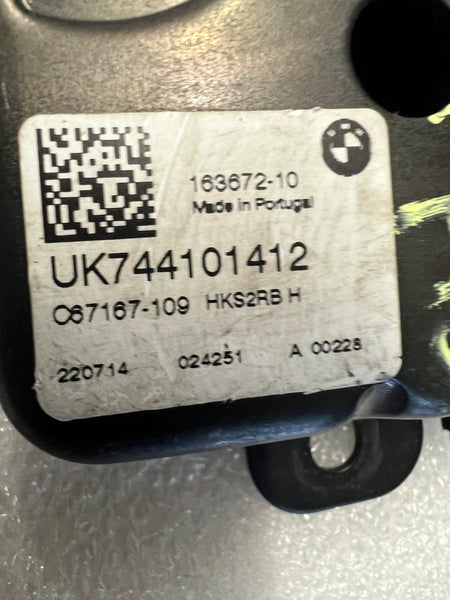 163672-10
Made in Portugal
UK744101412
C67167-109 HKS2RB H
220714 024251 A 00228